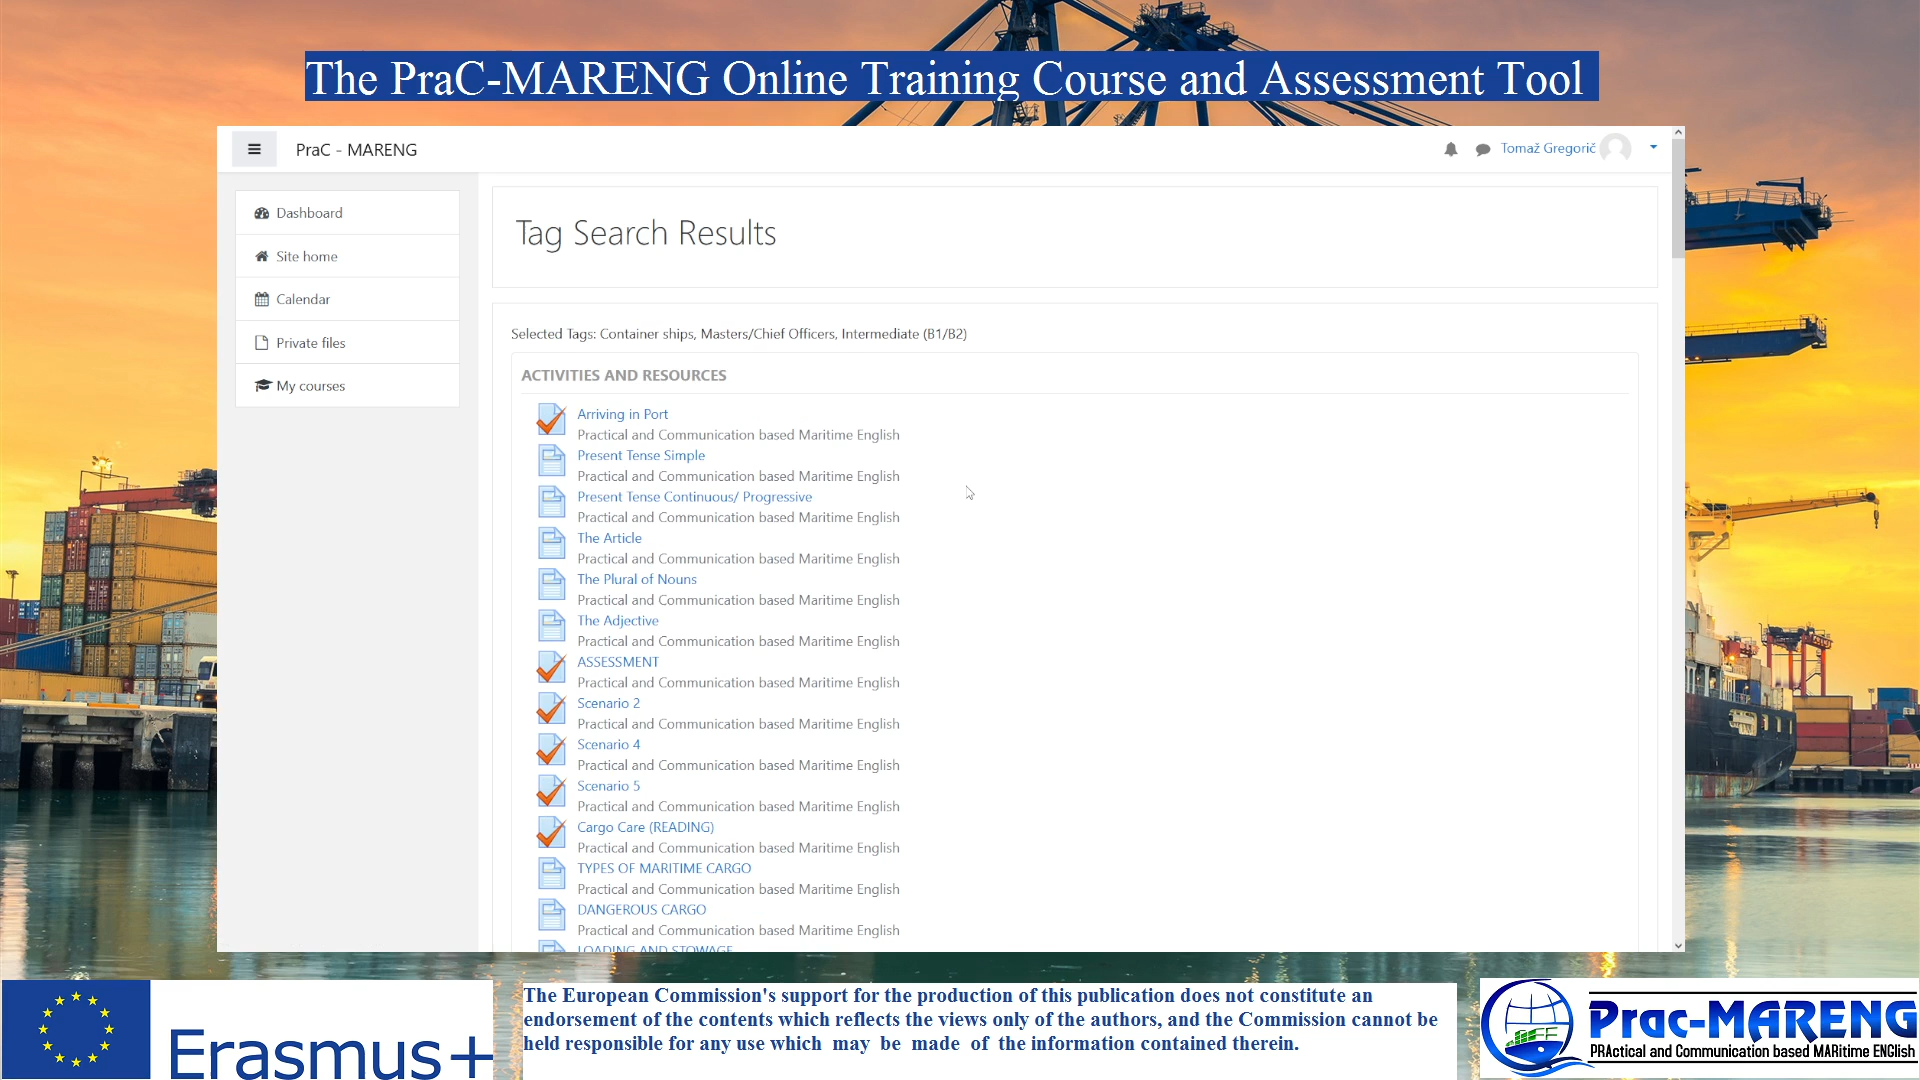 The PraC-MARENG Online Training Course and Assessment Tool
PraC - MARENG
Tomaž Gregorič
Dashboard
Site home
Calendar
Private files
My courses
Tag Search Results
Selected Tags: Container ships, Masters/Chief Officers, Intermediate (B1/B2)
ACTIVITIES AND RESOURCES
Arriving in Port
Practical and Communication based Maritime English
Present Tense Simple
Practical and Communication based Maritime English
Present Tense Continuous/ Progressive
Practical and Communication based Maritime English
The Article
Practical and Communication based Maritime English
The Plural of Nouns
Practical and Communication based Maritime English
The Adjective
Practical and Communication based Maritime English
ASSESSMENT
Practical and Communication based Maritime English
Scenario 2
Practical and Communication based Maritime English
Scenario 4
Practical and Communication based Maritime English
Scenario 5
Practical and Communication based Maritime English
Cargo Care (READING)
Practical and Communication based Maritime English
TYPES OF MARITIME CARGO
Practical and Communication based Maritime English
DANGEROUS CARGO
Practical and Communication based Maritime English
LOADING AND STOWAGE
Erasmus+
The European Commission's support for the production of this publication does not constitute an
endorsement of the contents which reflects the views only of the authors, and the Commission cannot be
held responsible for any use which may be made of the information contained therein.
Prac-MARENG
PRActical and Communication based MARitime ENGlish